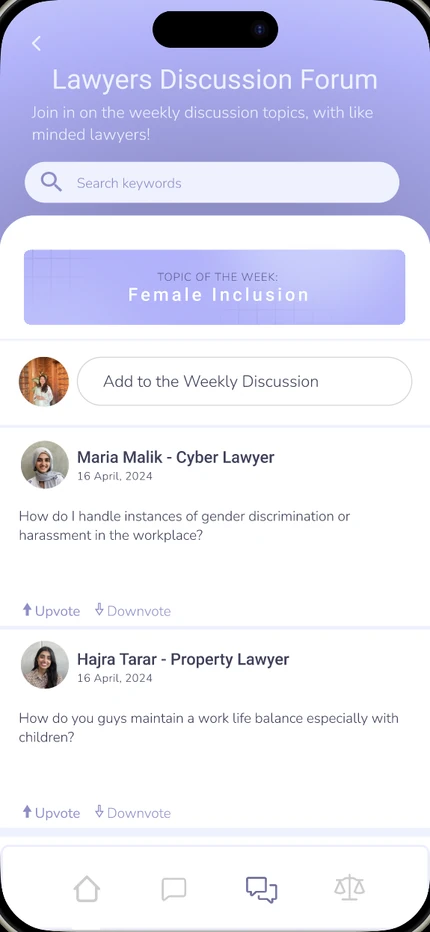 Lawyers Discussion Forum
Join in on the weekly discussion topics, with like
minded lawyers!
Search keywords
TOPIC OF THE WEEK:
Female Inclusion
Add to the Weekly Discussion
Maria Malik - Cyber Lawyer
16 April, 2024
How do I handle instances of gender discrimination or
harassment in the workplace?
Upvote Downvote
Hajra Tarar - Property Lawyer
16 April, 2024
How do you guys maintain a work life balance especially with
children?
Upvote Downvote